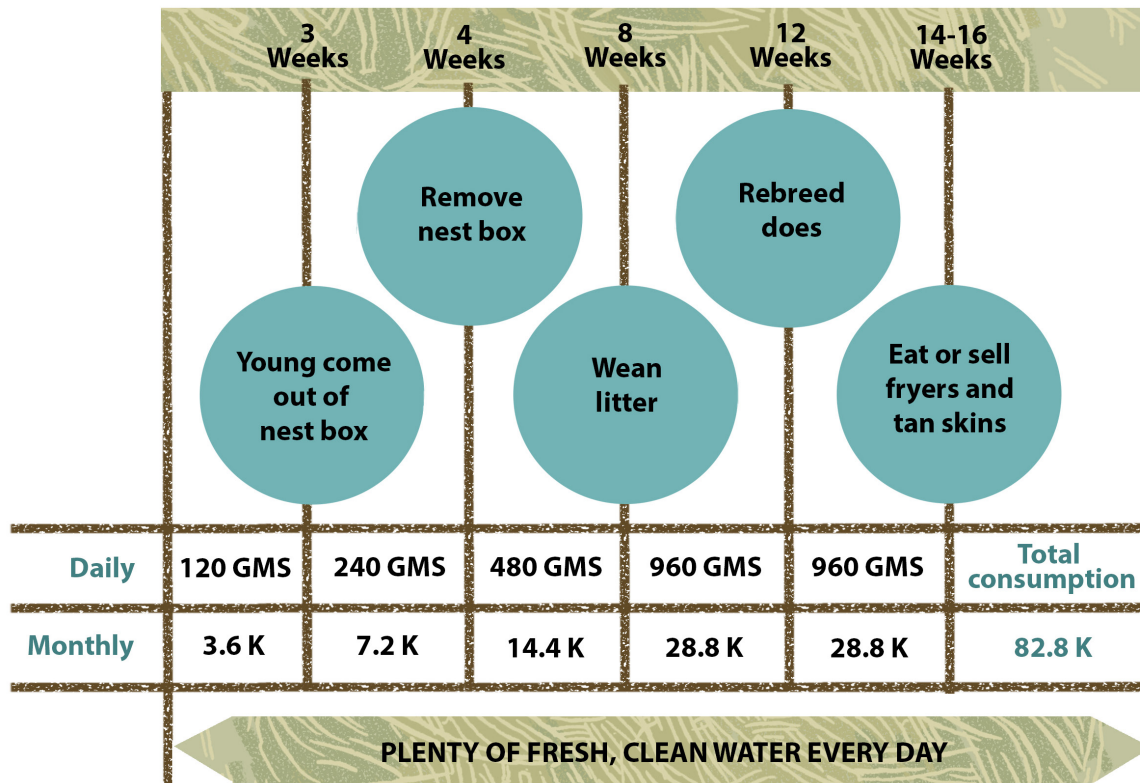 3
Weeks
4
Weeks
8
Weeks
12
Weeks
14-16
Weeks
Remove
nest box
Rebreed
does
Young come
out of
nest box
Wean
litter
Eat or sell
fryers and
tan skins
Daily 120 GMS 240 GMS 480 GMS 960 GMS 960 GMS Total
consumption
Monthly 3.6 K 7.2 K 14.4 K 28.8 K 28.8 K 82.8 K
PLENTY OF FRESH, CLEAN WATER EVERY DAY